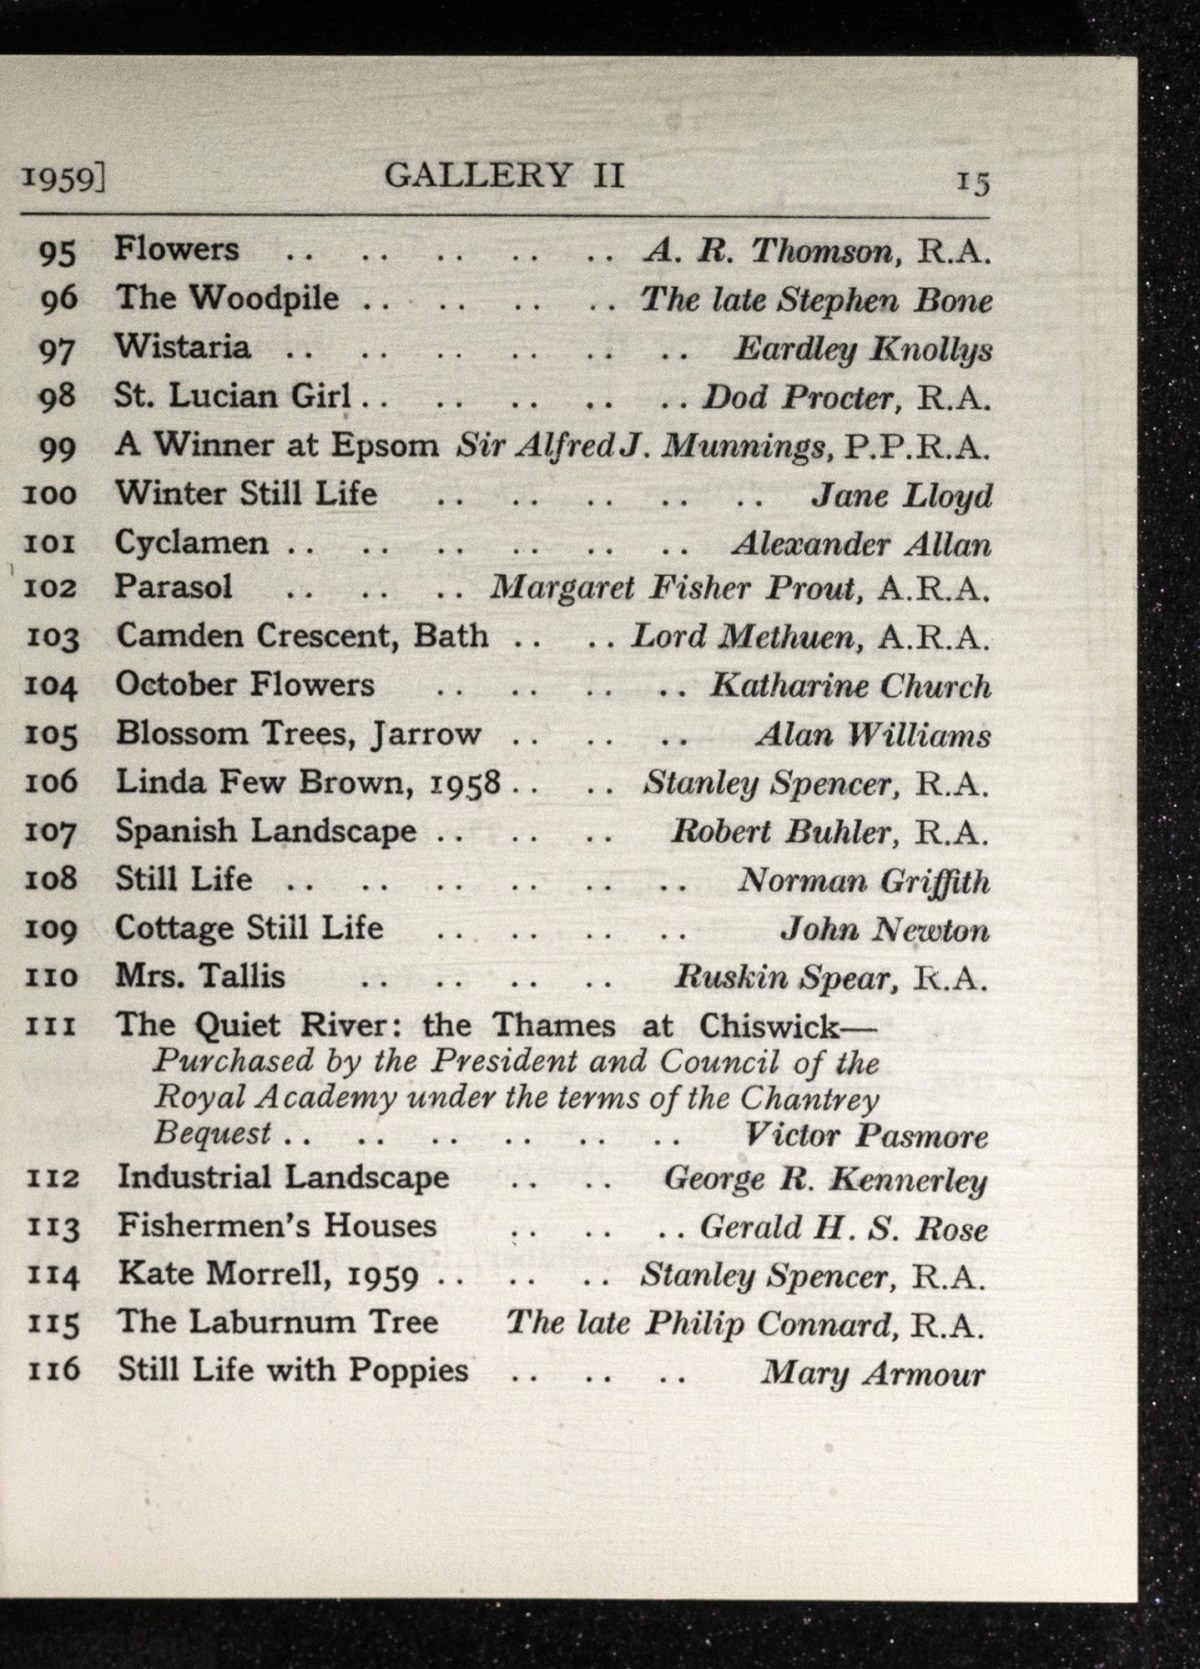 1959] GALLERY II 15
95 Flowers .. .. .. .. .. A. R. Thomson, R.A.
96 The Woodpile .. .. .. .. The late Stephen Bone
97 Wistaria .. .. .. .. .. .. Eardley Knollys
98 St. Lucian Girl .. .. .. .. .. Dod Procter, R.A.
99 A Winner at Epsom Sir Alfred J. Munnings, P.P.R.A.
100 Winter Still Life .. .. .. .. .. Jane Lloyd
101 Cyclamen .. .. .. .. .. .. Alexander Allan
102 Parasol .. .. .. Margaret Fisher Prout, A.R.A.
103 Camden Crescent, Bath .. .. Lord Methuen, A.R.A.
104 October Flowers .. .. .. .. Katharine Church
105 Blossom Trees, Jarrow .. .. .. Alan Williams
106 Linda Few Brown, 1958 .. .. Stanley Spencer, R.A.
107 Spanish Landscape .. .. .. Robert Buhler, R.A.
108 Still Life .. .. .. .. .. .. Norman Griffith
109 Cottage Still Life .. .. .. .. John Newton
110 Mrs. Tallis .. .. .. .. Ruskin Spear, R.A.
111 The Quiet River: the Thames at Chiswick—
Purchased by the President and Council of the
Royal Academy under the terms of the Chantrey
Bequest .. .. .. .. .. .. Victor Pasmore
112 Industrial Landscape .. .. George R. Kennerley
113 Fishermen's Houses .. .. .. Gerald H. S. Rose
114 Kate Morrell, 1959 .. .. .. Stanley Spencer, R.A.
115 The Laburnum Tree The late Philip Connard, R.A.
116 Still Life with Poppies .. .. .. Mary Armour